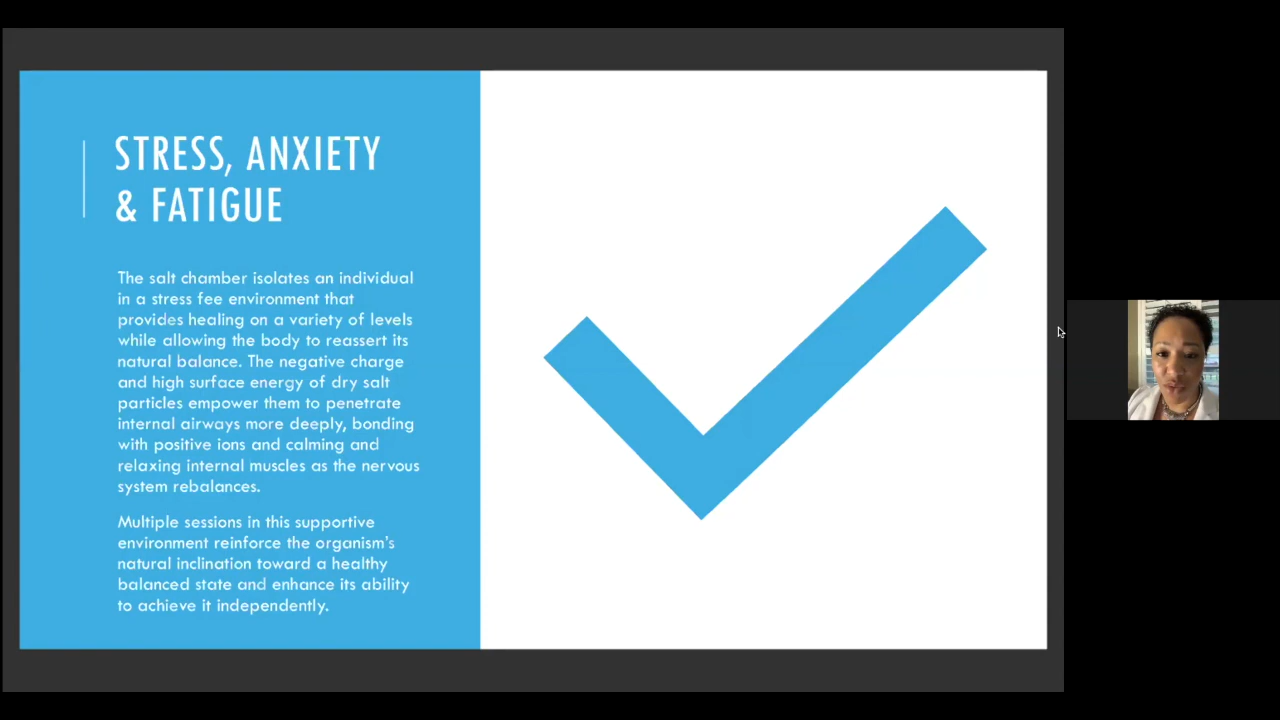 STRESS, ANXIETY
& FATIGUE
The salt chamber isolates an individual
in a stress fee environment that
provides healing on a variety of levels
while allowing the body to reassert its
natural balance. The negative charge
and high surface energy of dry salt
particles empower them to penetrate
internal airways more deeply, bonding
with positive ions and calming and
relaxing internal muscles as the nervous
system rebalances.
Multiple sessions in this supportive
environment reinforce the organism's
natural inclination toward a healthy
balanced state and enhance its ability
to achieve it independently.